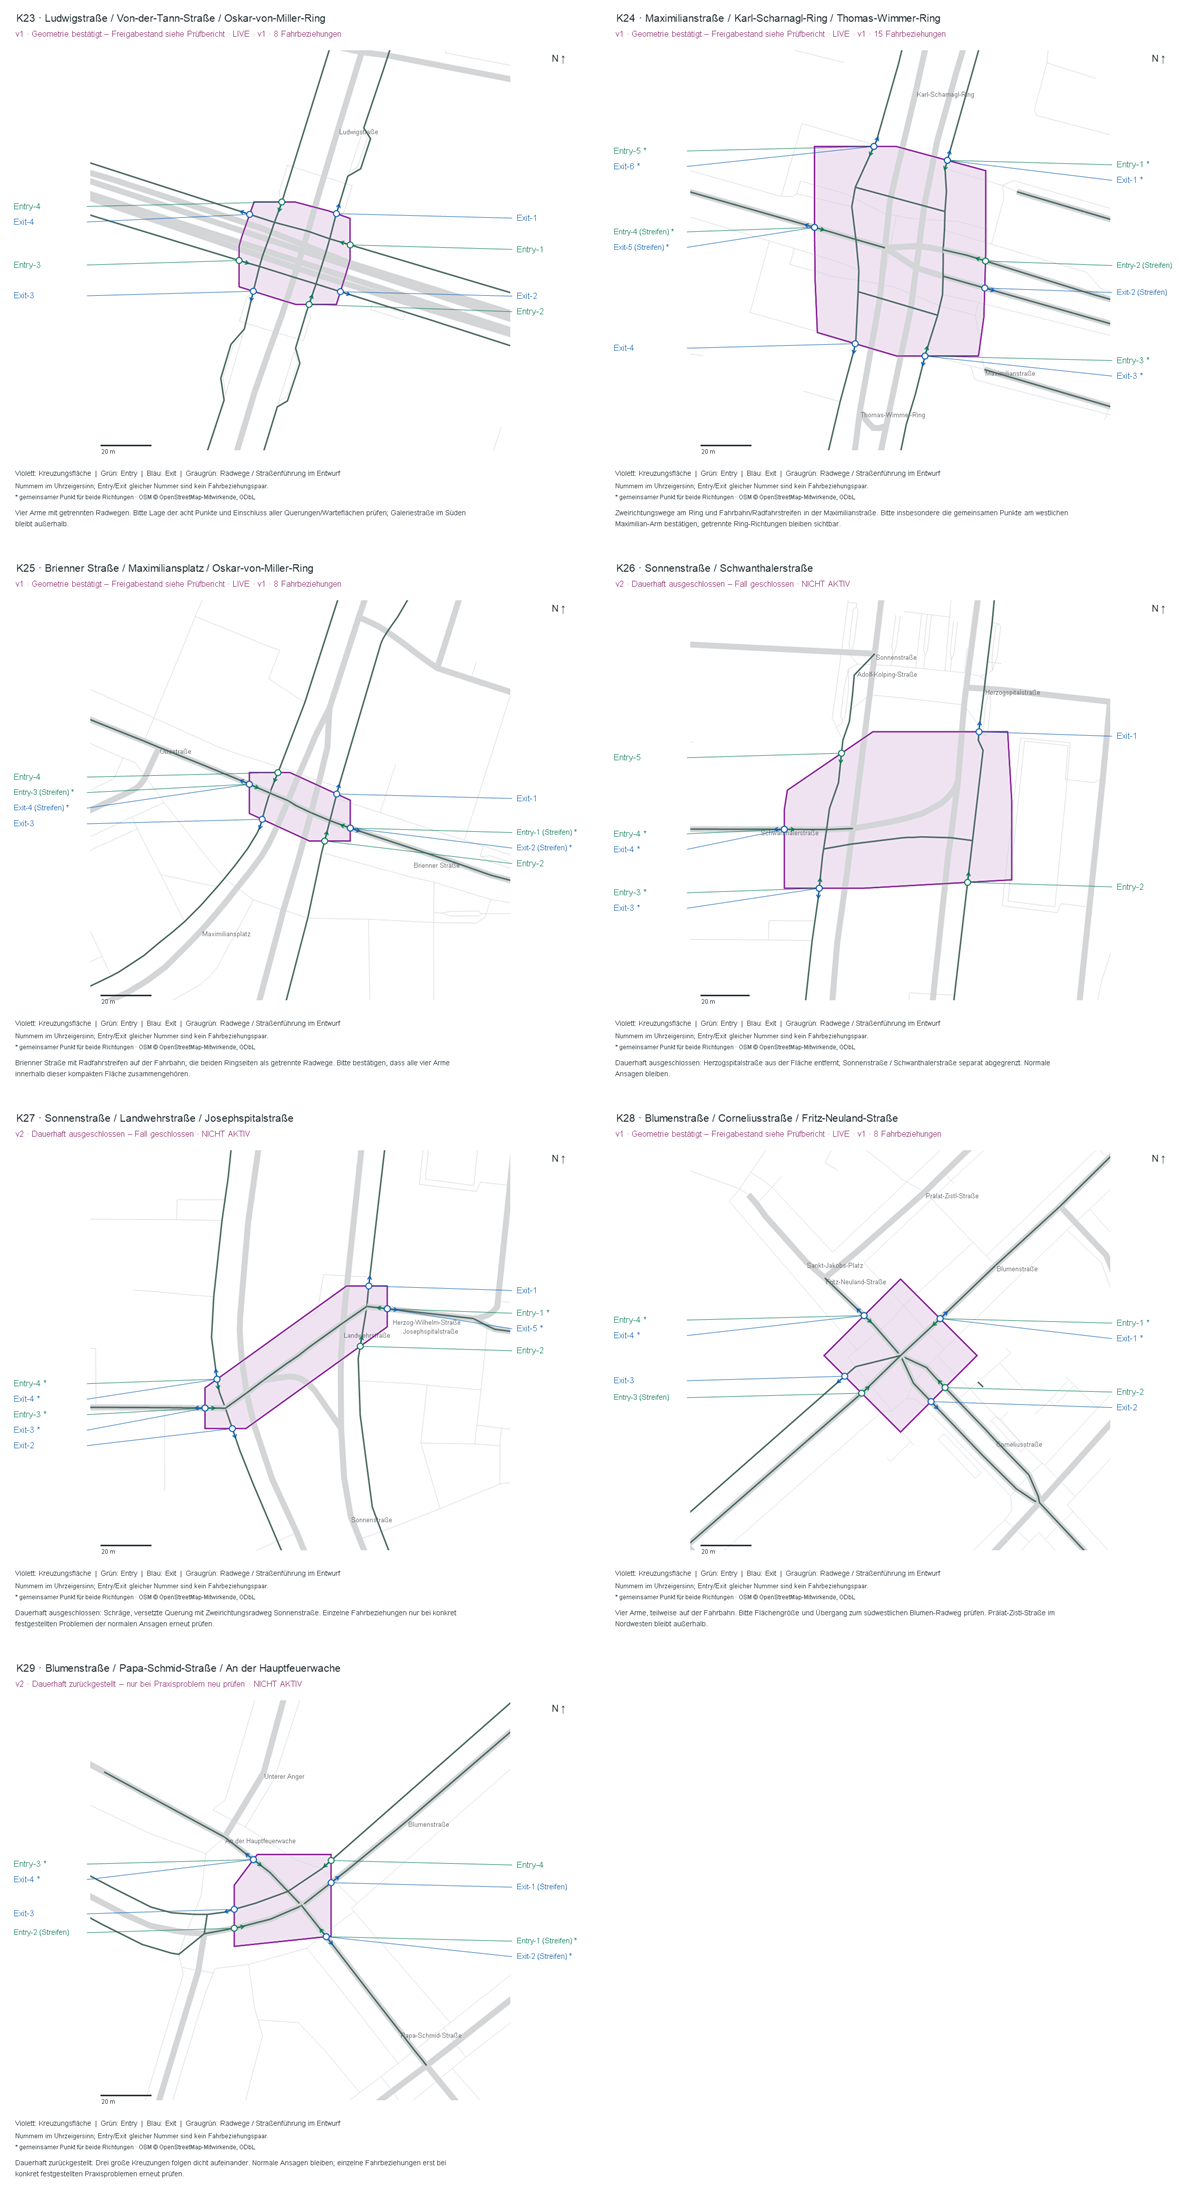 K23 · Ludwigstraße / Von-der-Tann-Straße / Oskar-von-Miller-Ring
v1 · Geometrie bestätigt – Freigabestand siehe Prüfbericht · LIVE · v1 · 8 Fahrbeziehungen
N↑
Ludwigstraße
Entry-4
Exit-4
Exit-1
Entry-1
Entry-3
Exit-3
Exit-2
Entry-2
20 m
Violett: Kreuzungsfläche | Grün: Entry | Blau: Exit | Graugrün: Radwege / Straßenführung im Entwurf
Nummern im Uhrzeigersinn; Entry/Exit gleicher Nummer sind kein Fahrbeziehungspaar.
* gemeinsamer Punkt für beide Richtungen · OSM © OpenStreetMap-Mitwirkende, ODbL
Vier Arme mit getrennten Radwegen. Bitte Lage der acht Punkte und Einschluss aller Querungen/Warteflächen prüfen; Galeriestraße im Süden
bleibt außerhalb.
K24 · Maximilianstraße / Karl-Scharnagl-Ring / Thomas-Wimmer-Ring
v1 · Geometrie bestätigt – Freigabestand siehe Prüfbericht · LIVE · v1 · 15 Fahrbeziehungen
N↑
Karl-Scharnagl-Ring
Entry-5 *
Exit-6 *
Entry-1 *
Exit-1 *
Entry-4 (Streifen) *
Exit-5 (Streifen) *
Entry-2 (Streifen)
Exit-2 (Streifen)
Exit-4
Entry-3 *
Exit-3 *
Maximilianstraße
Thomas-Wimmer-Ring
20 m
Violett: Kreuzungsfläche | Grün: Entry | Blau: Exit | Graugrün: Radwege / Straßenführung im Entwurf
Nummern im Uhrzeigersinn; Entry/Exit gleicher Nummer sind kein Fahrbeziehungspaar.
* gemeinsamer Punkt für beide Richtungen · OSM © OpenStreetMap-Mitwirkende, ODbL
Zweirichtungswege am Ring und Fahrbahn/Radfahrstreifen in der Maximilianstraße. Bitte insbesondere die gemeinsamen Punkte am westlichen
Maximilian-Arm bestätigen; getrennte Ring-Richtungen bleiben sichtbar.
K25 · Brienner Straße / Maximiliansplatz / Oskar-von-Miller-Ring
v1 · Geometrie bestätigt – Freigabestand siehe Prüfbericht · LIVE · v1 · 8 Fahrbeziehungen
N↑
Ottostraße
Entry-4
Entry-3 (Streifen) *
Exit-4 (Streifen) *
Exit-3
Exit-1
Entry-1 (Streifen) *
Exit-2 (Streifen) *
Entry-2
Brienner Straße
Maximiliansplatz
20 m
Violett: Kreuzungsfläche | Grün: Entry | Blau: Exit | Graugrün: Radwege / Straßenführung im Entwurf
Nummern im Uhrzeigersinn; Entry/Exit gleicher Nummer sind kein Fahrbeziehungspaar.
* gemeinsamer Punkt für beide Richtungen · OSM © OpenStreetMap-Mitwirkende, ODbL
Brienner Straße mit Radfahrstreifen auf der Fahrbahn; die beiden Ringseiten als getrennte Radwege. Bitte bestätigen, dass alle vier Arme
innerhalb dieser kompakten Fläche zusammengehören.
K26 · Sonnenstraße / Schwanthalerstraße
v2 · Dauerhaft ausgeschlossen – Fall geschlossen · NICHT AKTIV
N↑
Sonnenstraße
Adolf-Kolping-Straße
Herzogspitalstraße
Exit-1
Entry-5
Entry-4 *
Exit-4 *
Schwanthalerstraße
Entry-3 *
Exit-3 *
Entry-2
20 m
Violett: Kreuzungsfläche | Grün: Entry | Blau: Exit | Graugrün: Radwege / Straßenführung im Entwurf
Nummern im Uhrzeigersinn; Entry/Exit gleicher Nummer sind kein Fahrbeziehungspaar.
* gemeinsamer Punkt für beide Richtungen · OSM © OpenStreetMap-Mitwirkende, ODbL
Dauerhaft ausgeschlossen: Herzogspitalstraße aus der Fläche entfernt; Sonnenstraße / Schwanthalerstraße separat abgegrenzt. Normale
Ansagen bleiben.
K27 · Sonnenstraße / Landwehrstraße / Josephspitalstraße
v2 · Dauerhaft ausgeschlossen – Fall geschlossen · NICHT AKTIV
N↑
Exit-1
Entry-1 *
Exit-5 *
Herzog-Wilhelm-Straße
Josephspitalstraße
Landwehrstraße
Entry-2
Entry-4 *
Exit-4 *
Entry-3 *
Exit-3 *
Exit-2
Sonnenstraße
20 m
Violett: Kreuzungsfläche | Grün: Entry | Blau: Exit | Graugrün: Radwege / Straßenführung im Entwurf
Nummern im Uhrzeigersinn; Entry/Exit gleicher Nummer sind kein Fahrbeziehungspaar.
* gemeinsamer Punkt für beide Richtungen · OSM © OpenStreetMap-Mitwirkende, ODbL
Dauerhaft ausgeschlossen: Schräge, versetzte Querung mit Zweirichtungsradweg Sonnenstraße. Einzelne Fahrbeziehungen nur bei konkret
festgestellten Problemen der normalen Ansagen erneut prüfen.
K28 · Blumenstraße / Corneliusstraße / Fritz-Neuland-Straße
v1 · Geometrie bestätigt – Freigabestand siehe Prüfbericht · LIVE · v1 · 8 Fahrbeziehungen
N↑
Prälat-Zistl-Straße
Sankt-Jakobs-Platz
Blumenstraße
Fritz-Neuland-Straße
Entry-4 *
Exit-4 *
Entry-1 *
Exit-1 *
Exit-3
Entry-3 (Streifen)
Entry-2
Exit-2
Corneliusstraße
20 m
Violett: Kreuzungsfläche | Grün: Entry | Blau: Exit | Graugrün: Radwege / Straßenführung im Entwurf
Nummern im Uhrzeigersinn; Entry/Exit gleicher Nummer sind kein Fahrbeziehungspaar.
* gemeinsamer Punkt für beide Richtungen · OSM © OpenStreetMap-Mitwirkende, ODbL
Vier Arme, teilweise auf der Fahrbahn. Bitte Flächengröße und Übergang zum südwestlichen Blumen-Radweg prüfen. Prälat-Zistl-Straße im
Nordwesten bleibt außerhalb.
K29 · Blumenstraße / Papa-Schmid-Straße / An der Hauptfeuerwache
v2 · Dauerhaft zurückgestellt – nur bei Praxisproblem neu prüfen · NICHT AKTIV
N↑
Unterer Anger
Blumenstraße
An der Hauptfeuerwache
Entry-3 *
Exit-4 *
Exit-3
Entry-2 (Streifen)
Entry-4
Exit-1 (Streifen)
Entry-1 (Streifen) *
Exit-2 (Streifen) *
Papa-Schmid-Straße
20 m
Violett: Kreuzungsfläche | Grün: Entry | Blau: Exit | Graugrün: Radwege / Straßenführung im Entwurf
Nummern im Uhrzeigersinn; Entry/Exit gleicher Nummer sind kein Fahrbeziehungspaar.
* gemeinsamer Punkt für beide Richtungen · OSM © OpenStreetMap-Mitwirkende, ODbL
Dauerhaft zurückgestellt: Drei große Kreuzungen folgen dicht aufeinander. Normale Ansagen bleiben; einzelne Fahrbeziehungen erst bei
konkret festgestellten Praxisproblemen erneut prüfen.